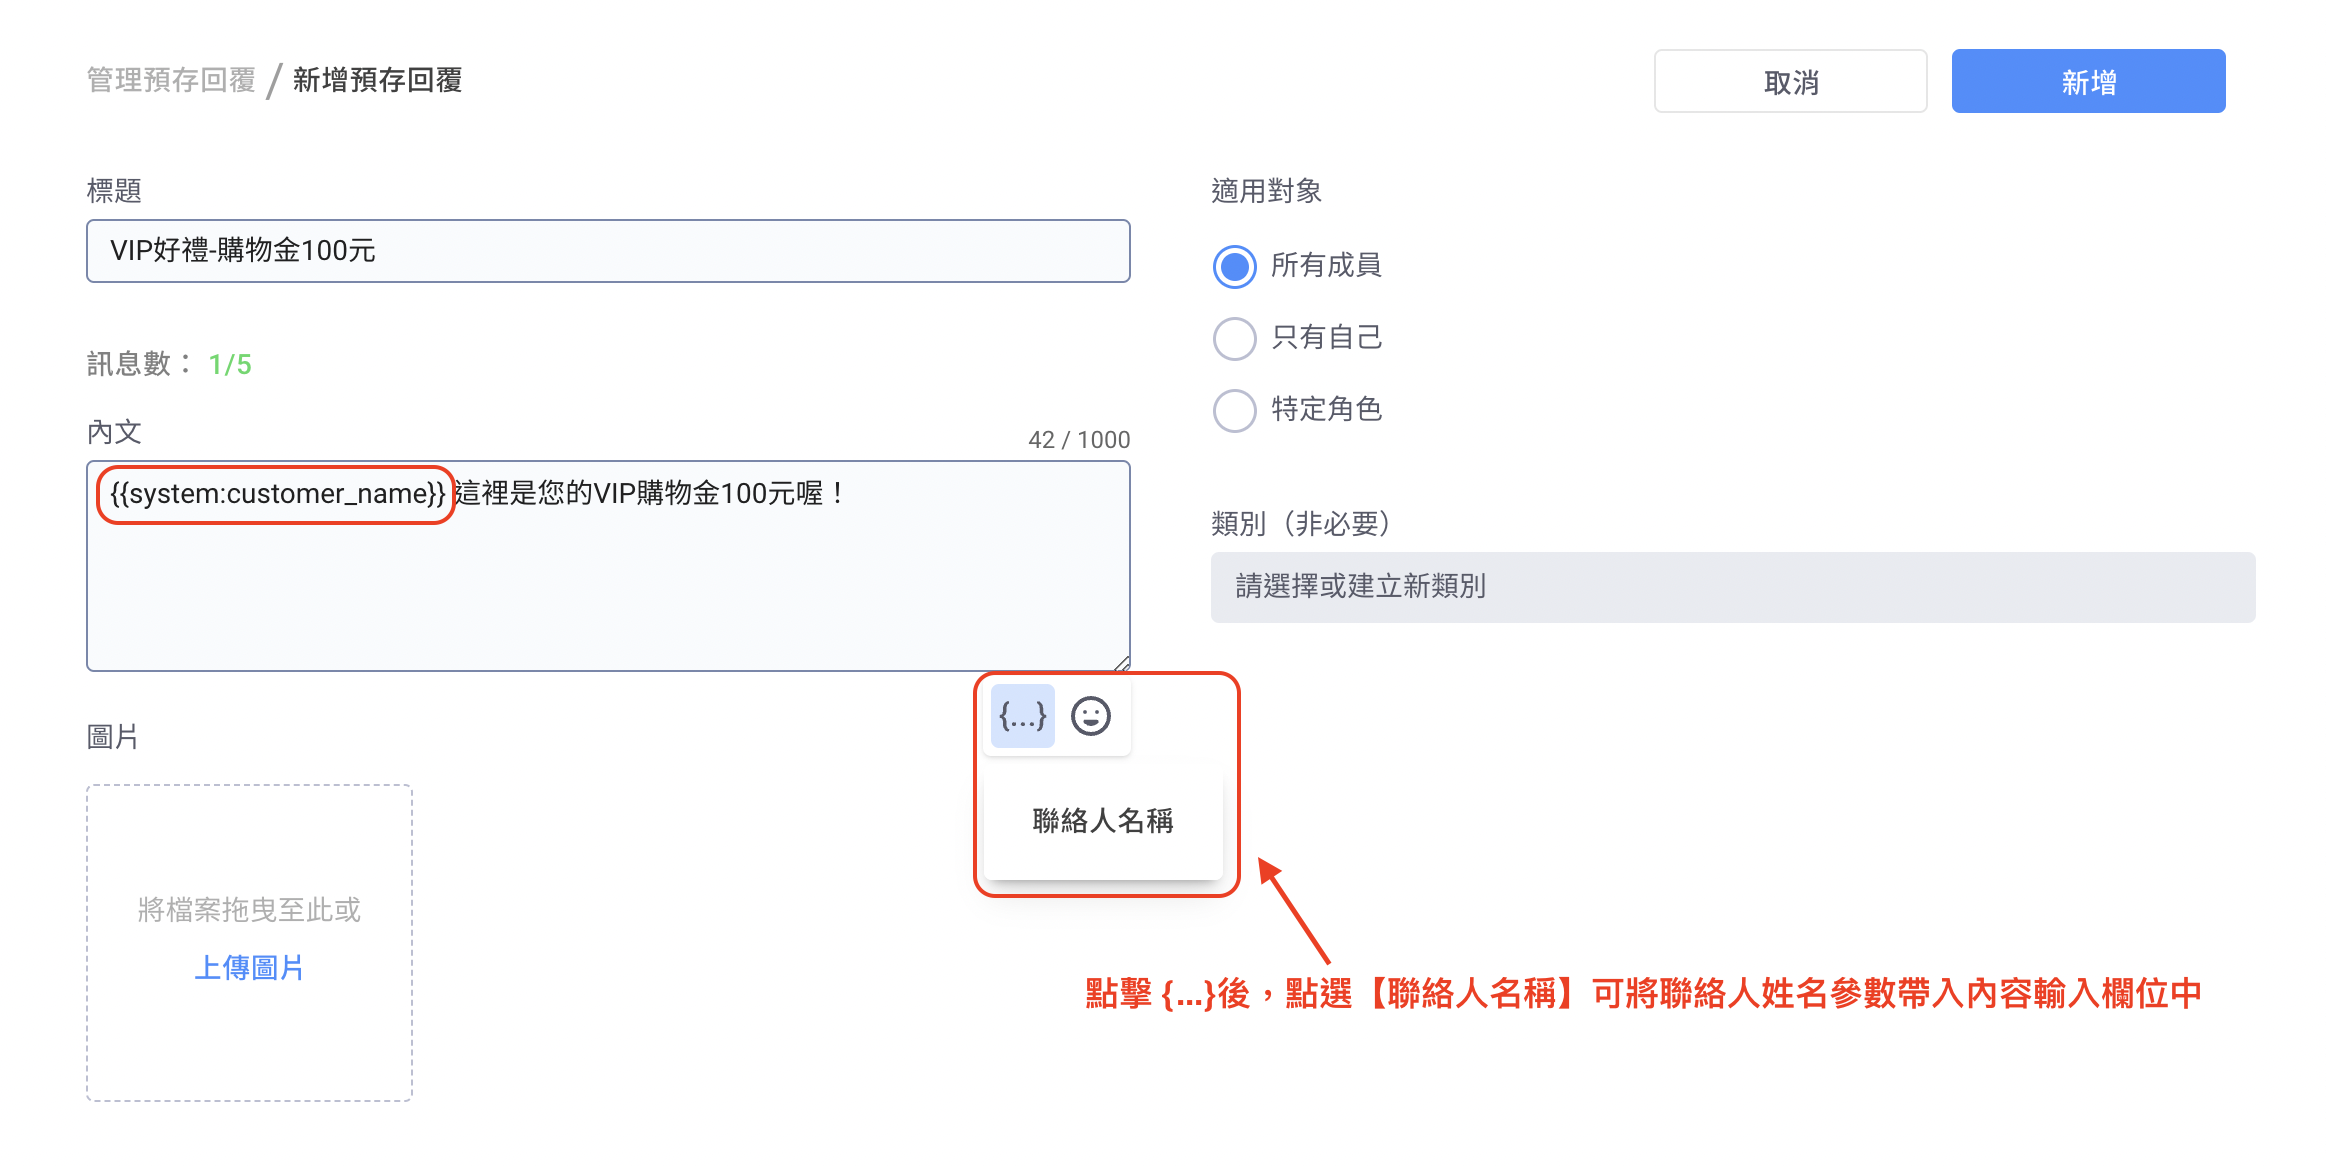 管理預存回覆 / 新增預存回覆
取消
新增
標題
VIP好禮-購物金100元
訊息數： 1/5
內文
42 / 1000
{{system:customer_name}} 這裡是您的VIP購物金100元喔！
{...}
聯絡人名稱
圖片
將檔案拖曳至此或
上傳圖片
適用對象
所有成員
只有自己
特定角色
類別（非必要）
請選擇或建立新類別
點擊 {...}後，點選【聯絡人名稱】可將聯絡人姓名參數帶入內容輸入欄位中